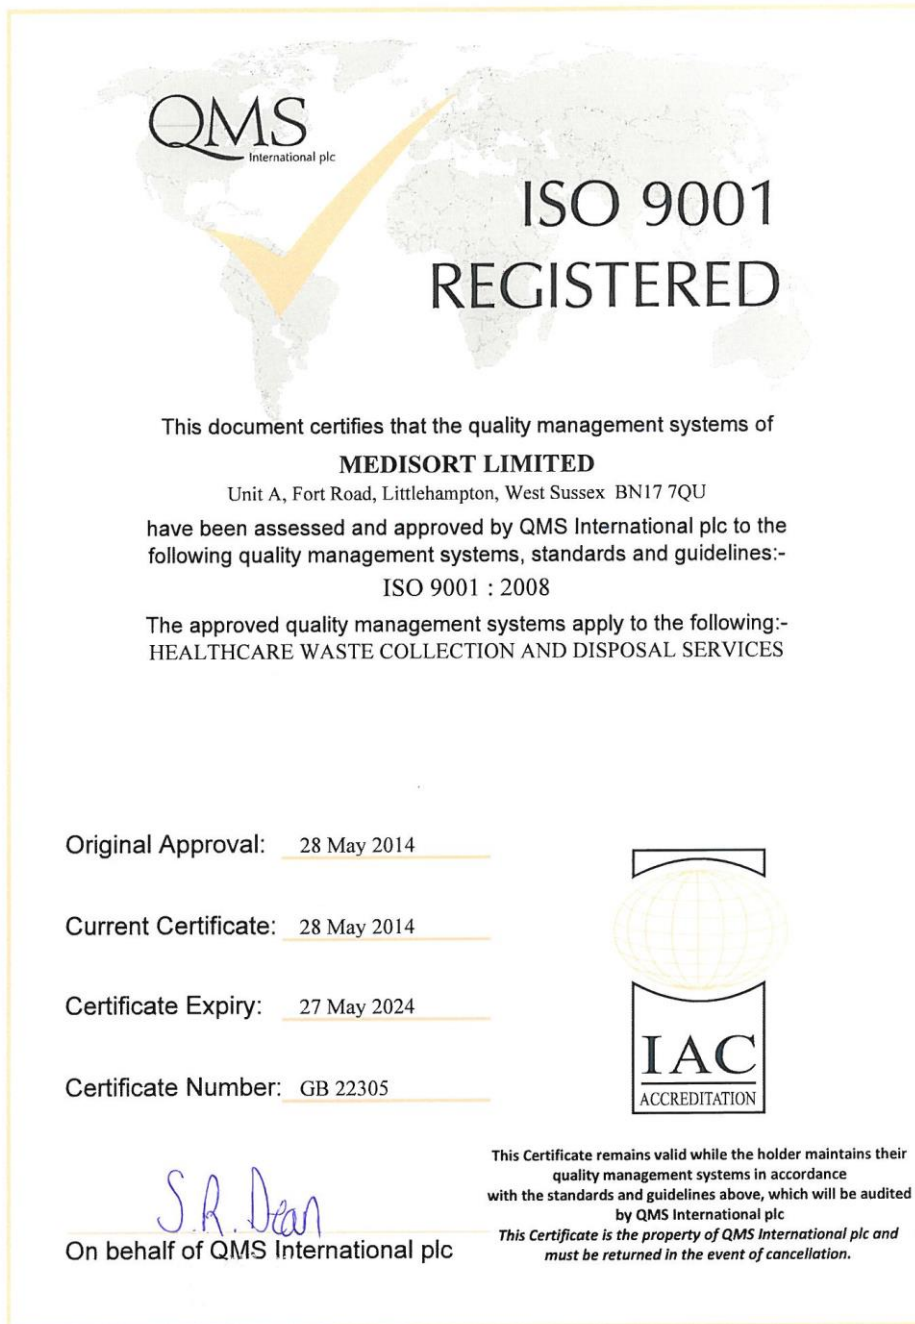 QMS
International plc
ISO 9001
REGISTERED
This document certifies that the quality management systems of
MEDISORT LIMITED
Unit A, Fort Road, Littlehampton, West Sussex BN17 7QU
have been assessed and approved by QMS International plc to the
following quality management systems, standards and guidelines:-
ISO 9001 : 2008
The approved quality management systems apply to the following:-
HEALTHCARE WASTE COLLECTION AND DISPOSAL SERVICES
Original Approval: 28 May 2014
Current Certificate: 28 May 2014
Certificate Expiry: 27 May 2024
Certificate Number: GB 22305
IAC
ACCREDITATION
S.R. Dean
On behalf of QMS International plc
This Certificate remains valid while the holder maintains their
quality management systems in accordance
with the standards and guidelines above, which will be audited
by QMS International plc
This Certificate is the property of QMS International plc and
must be returned in the event of cancellation.